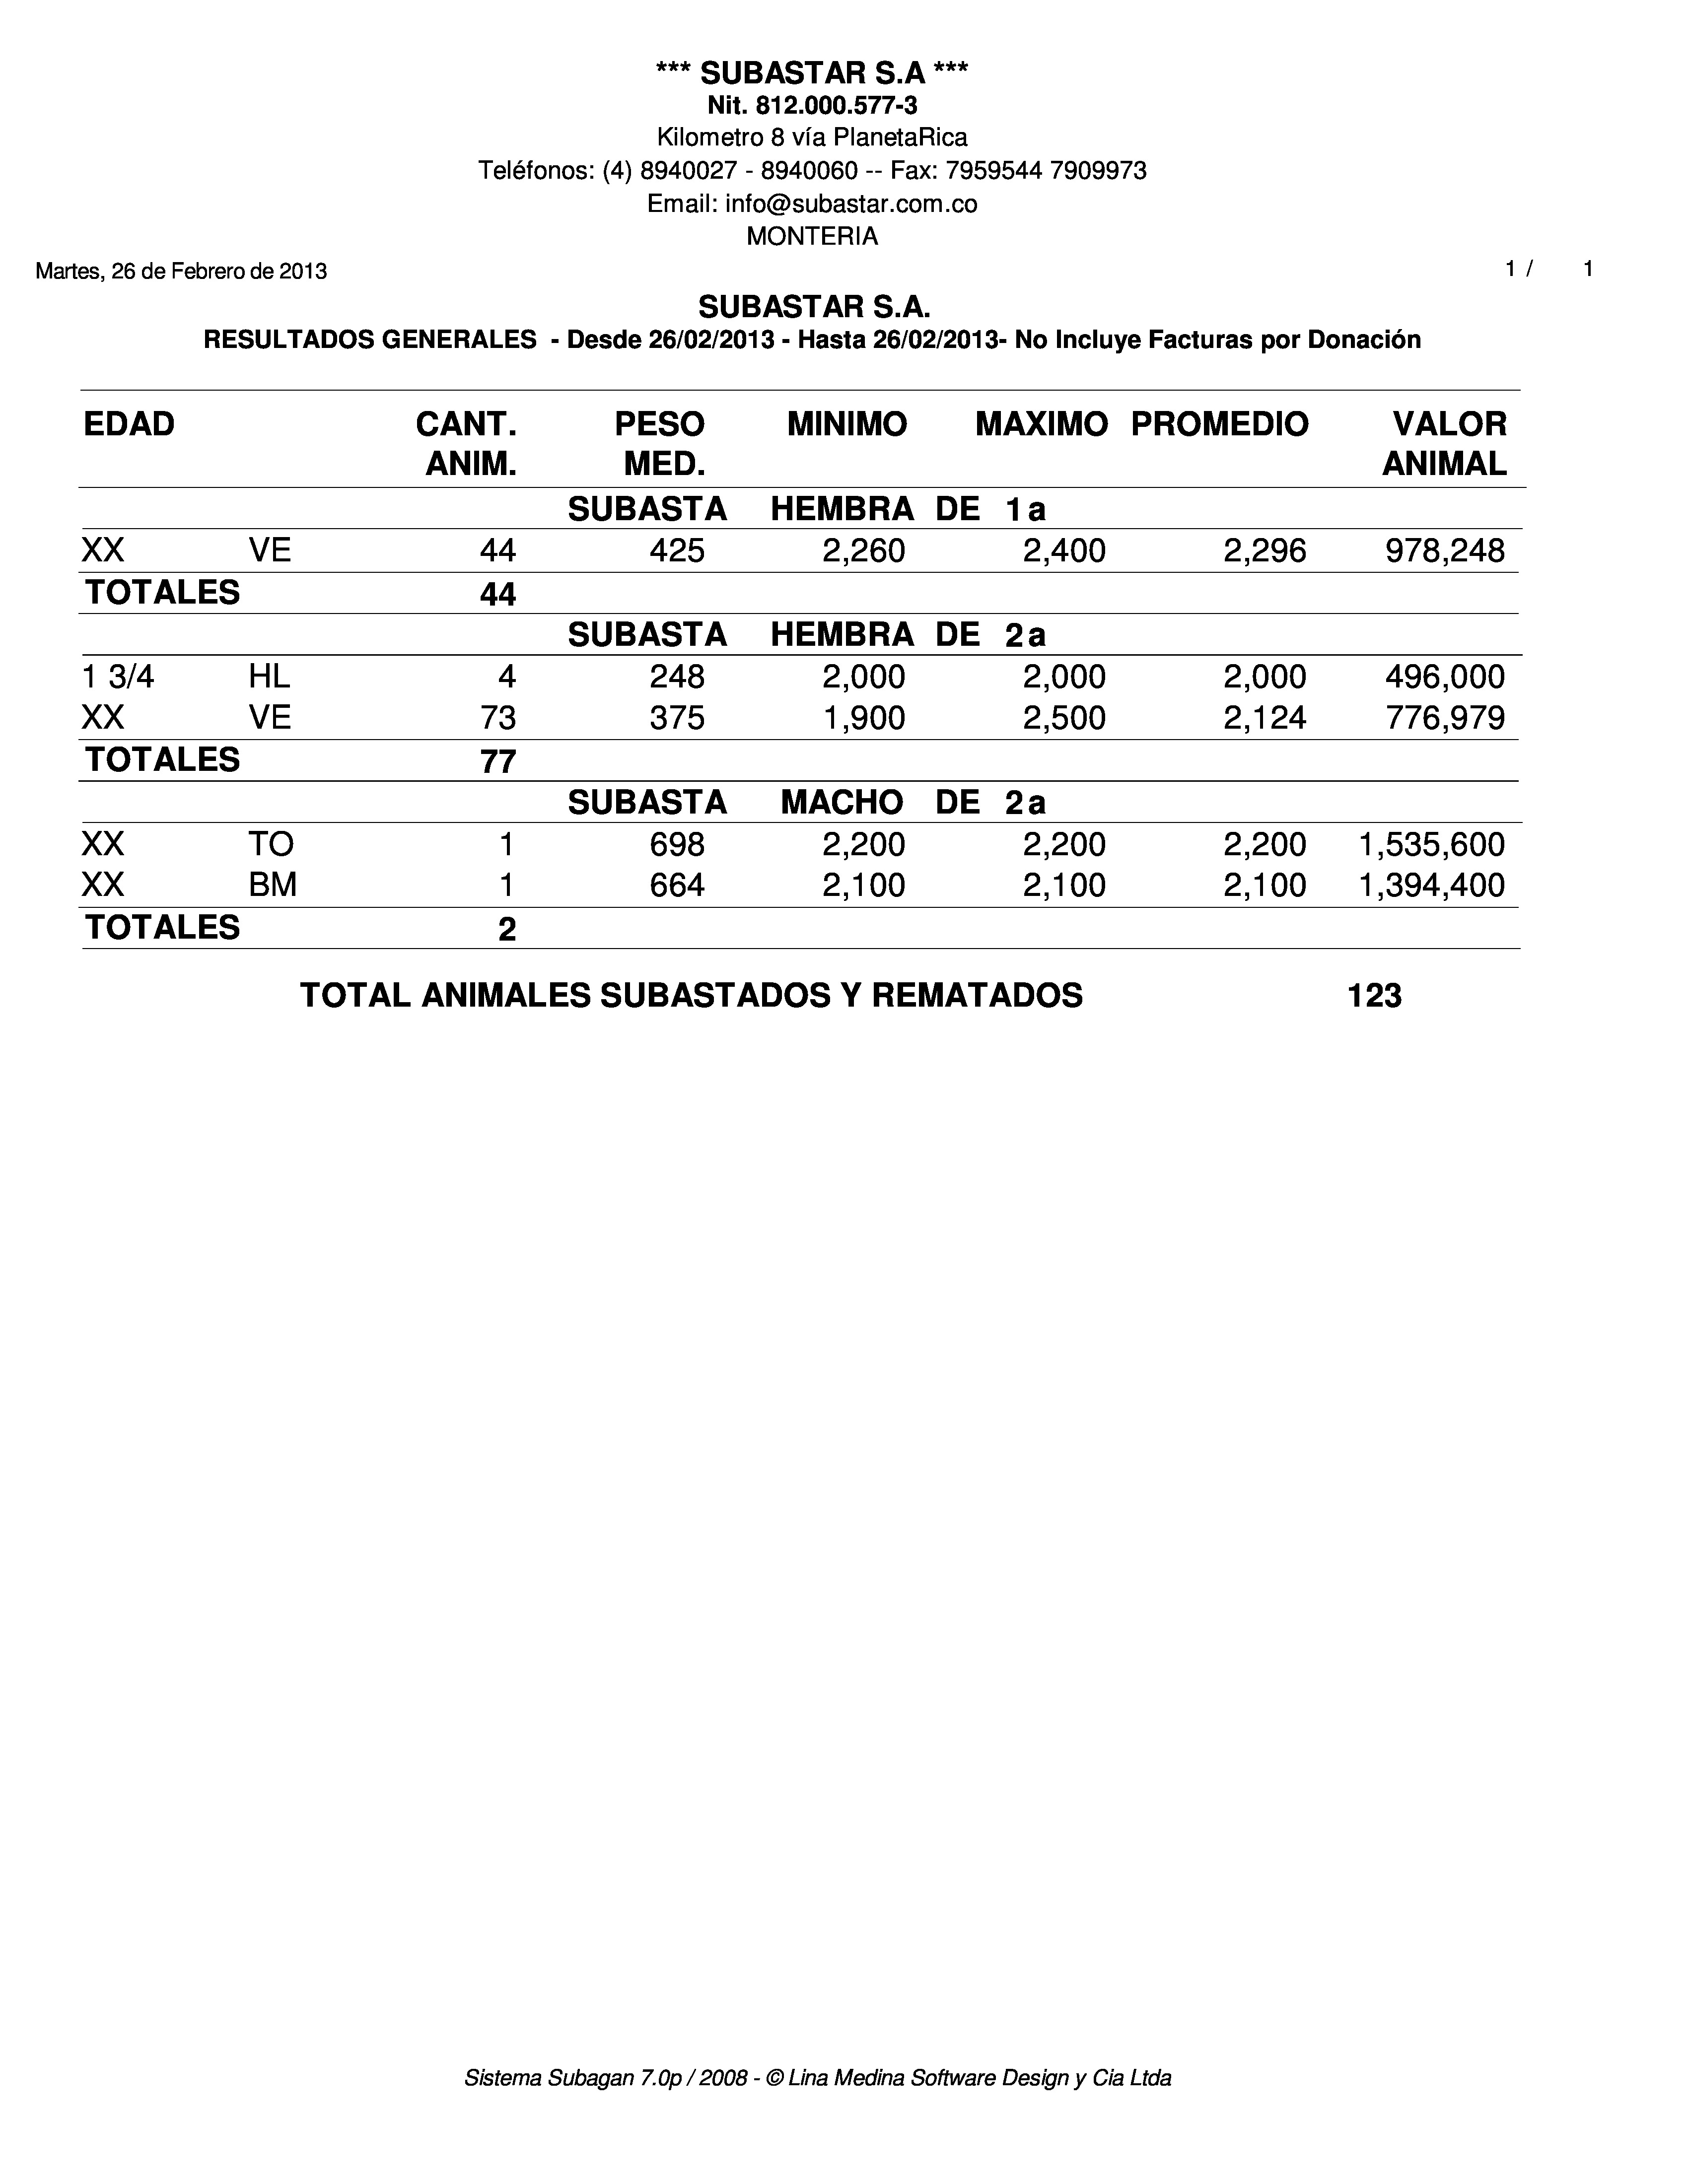 *** SUBASTAR S.A ***
Nit. 812.000.577-3
Kilometro 8 vía PlanetaRica
Teléfonos: (4) 8940027 - 8940060 -- Fax: 7959544 7909973
Email: info@subastar.com.co
MONTERIA
Martes, 26 de Febrero de 2013 1 / 1
SUBASTAR S.A.
RESULTADOS GENERALES - Desde 26/02/2013 - Hasta 26/02/2013- No Incluye Facturas por Donación
EDAD CANT. PESO MINIMO MAXIMO PROMEDIO VALOR
ANIM. MED. ANIMAL
SUBASTA HEMBRA DE 1a
XX VE 44 425 2,260 2,400 2,296 978,248
TOTALES 44
SUBASTA HEMBRA DE 2a
1 3/4 HL 4 248 2,000 2,000 2,000 496,000
XX VE 73 375 1,900 2,500 2,124 776,979
TOTALES 77
SUBASTA MACHO DE 2a
XX TO 1 698 2,200 2,200 2,200 1,535,600
XX BM 1 664 2,100 2,100 2,100 1,394,400
TOTALES 2
TOTAL ANIMALES SUBASTADOS Y REMATADOS 123
Sistema Subagan 7.0p / 2008 - © Lina Medina Software Design y Cia Ltda